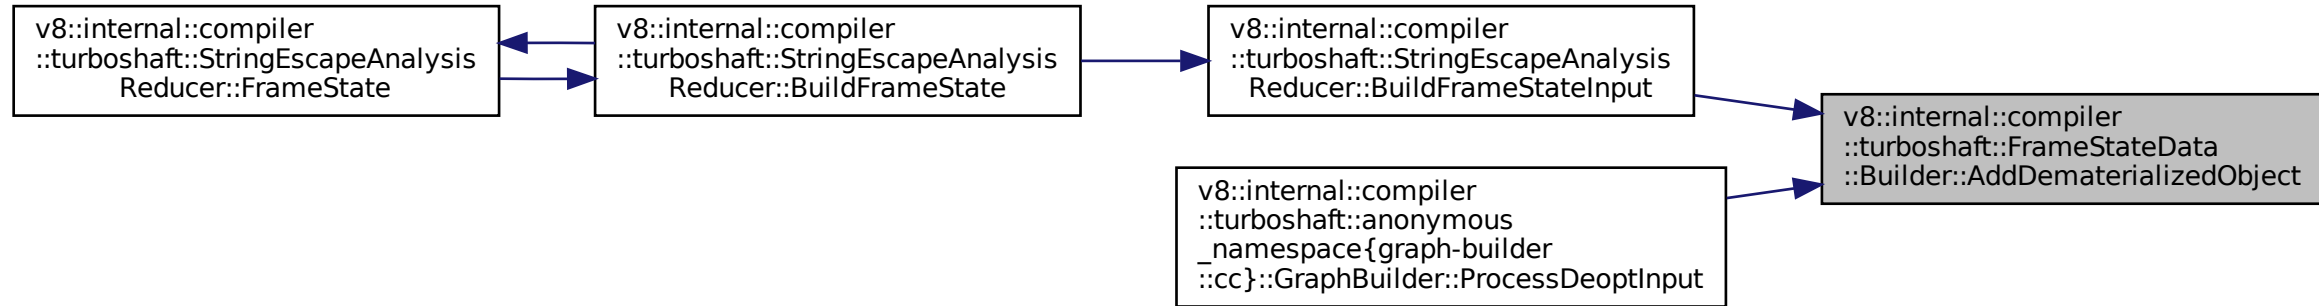 v8::internal::compiler
::turboshaft::StringEscapeAnalysis
Reducer::FrameState
v8::internal::compiler
::turboshaft::StringEscapeAnalysis
Reducer::BuildFrameState
v8::internal::compiler
::turboshaft::StringEscapeAnalysis
Reducer::BuildFrameStateInput
v8::internal::compiler
::turboshaft::FrameStateData
::Builder::AddDematerializedObject
v8::internal::compiler
::turboshaft::anonymous
_namespace{graph-builder
::cc}::GraphBuilder::ProcessDeoptInput